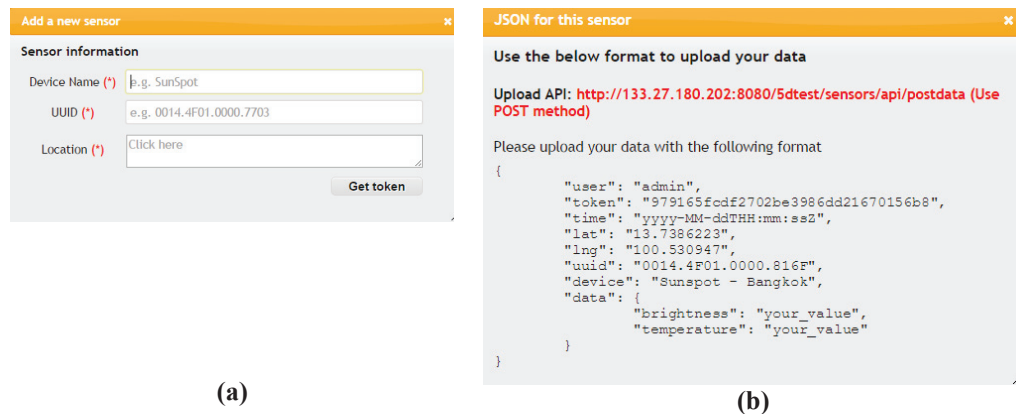 Add a new sensor ×
Sensor information
Device Name (*) e.g. SunSpot
UUID (*) e.g. 0014.4F01.0000.7703
Location (*) Click here
Get token
(a)
JSON for this sensor ×
Use the below format to upload your data
Upload API: http://133.27.180.202:8080/5dtest/sensors/api/postdata (Use
POST method)
Please upload your data with the following format
{
"user": "admin",
"token": "979165fcdf2702be3986dd21670156b8",
"time": "yyyy-MM-ddTHH:mm:ssZ",
"lat": "13.7386223",
"lng": "100.530947",
"uuid": "0014.4F01.0000.816F",
"device": "Sunspot - Bangkok",
"data": {
"brightness": "your_value",
"temperature": "your_value"
}
}
(b)